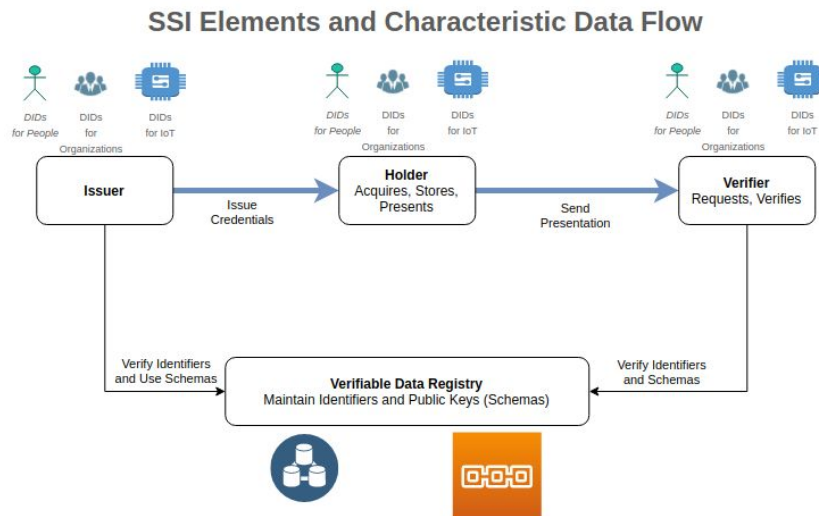 SSI Elements and Characteristic Data Flow
DIDs
for People
DIDs
for
Organizations
DIDs
for IoT
DIDs
for People
DIDs
for
Organizations
DIDs
for IoT
DIDs
for People
DIDs
for
Organizations
DIDs
for IoT
Issuer
Issue
Credentials
Holder
Acquires, Stores,
Presents
Send
Presentation
Verifier
Requests, Verifies
Verify Identifiers
and Use Schemas
Verifiable Data Registry
Maintain Identifiers and Public Keys (Schemas)
Verify Identifiers
and Schemas